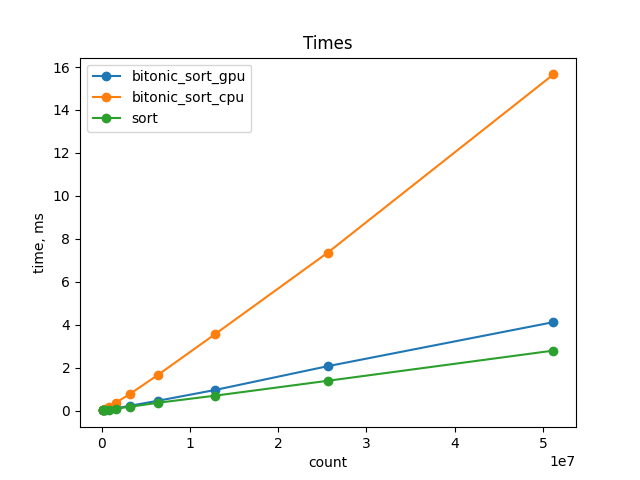 Times
bitonic_sort_gpu
bitonic_sort_cpu
sort
16
14
12
10
8
6
4
2
0
time, ms
0
1
2
3
4
5
1e7
count